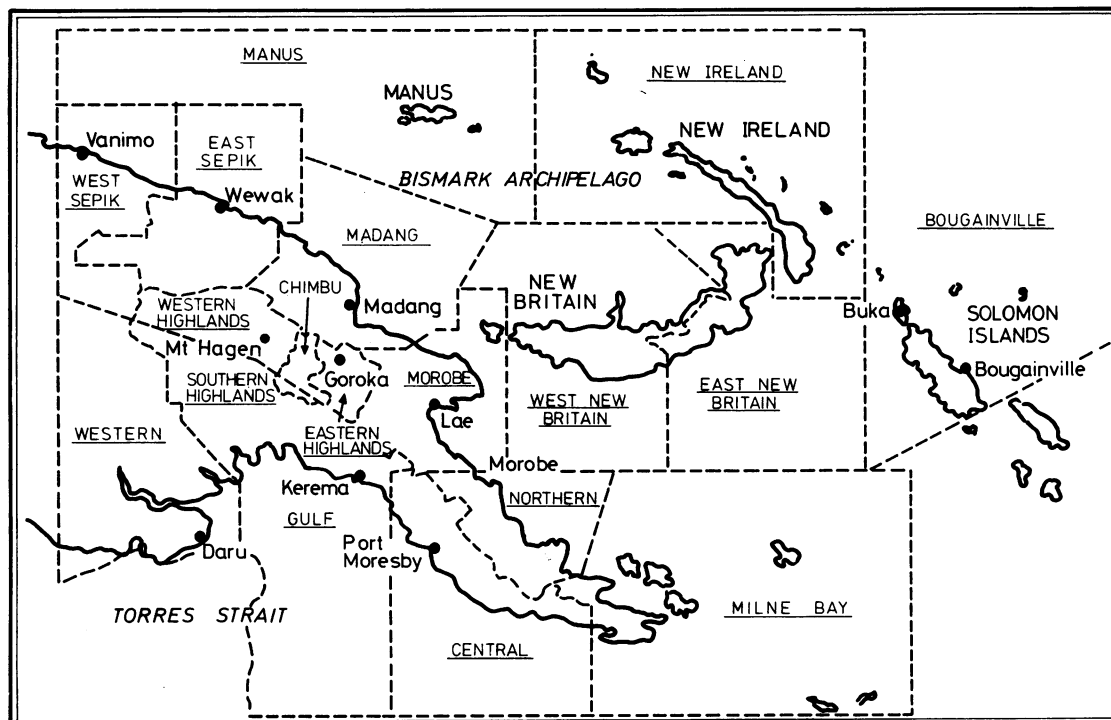 MANUS
NEW IRELAND
MANUS
NEW IRELAND
Vanimo
EAST
SEPIK
WEST
SEPIK
BISMARK ARCHIPELAGO
Wewak
BOUGAINVILLE
MADANG
CHIMBU
NEW
BRITAIN
WESTERN
HIGHLANDS
Madang
Buka
SOLOMON
ISLANDS
Mt Hagen
Goroka
MOROBE
Bougainville
SOUTHERN
HIGHLANDS
Lae
WEST NEW
BRITAIN
EAST NEW
BRITAIN
WESTERN
EASTERN
HIGHLANDS
Morobe
Kerema
NORTHERN
GULF
Daru
Port
Moresby
TORRES STRAIT
MILNE BAY
CENTRAL